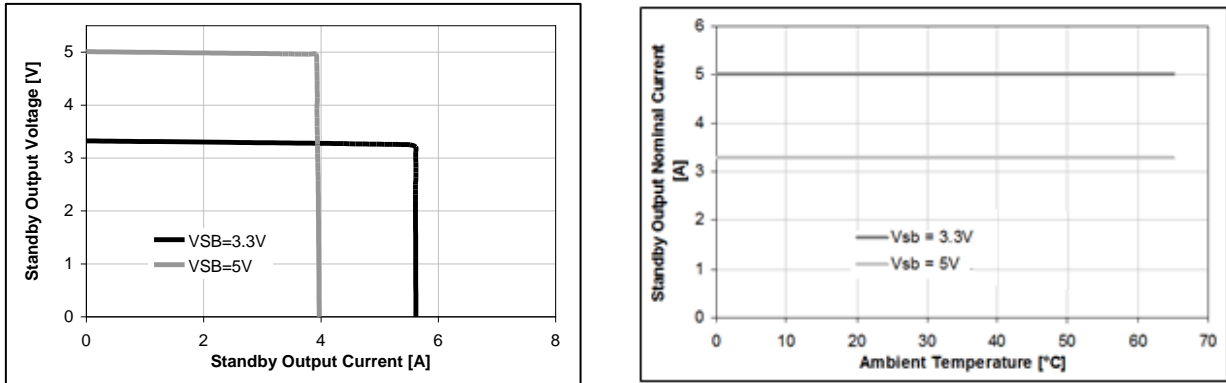 Standby Output Voltage [V]
5
4
3
2
1
0
VSB=3.3V
VSB=5V
0 2 4 6 8
Standby Output Current [A]
Standby Output Nominal Current
[A]
6
5
4
3
2
1
0
Vsb = 3.3V
Vsb = 5V
0 10 20 30 40 50 60 70
Ambient Temperature [°C]